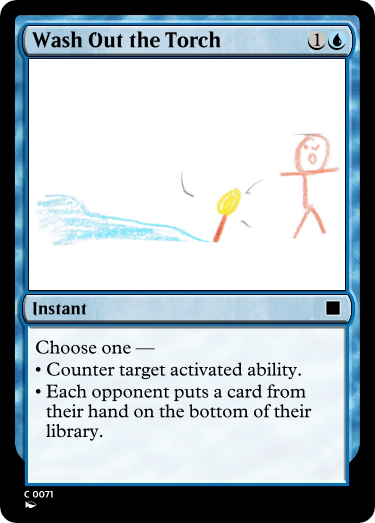 Wash Out the Torch 1
Instant
Choose one —
• Counter target activated ability.
• Each opponent puts a card from
their hand on the bottom of their
library.
C 0071